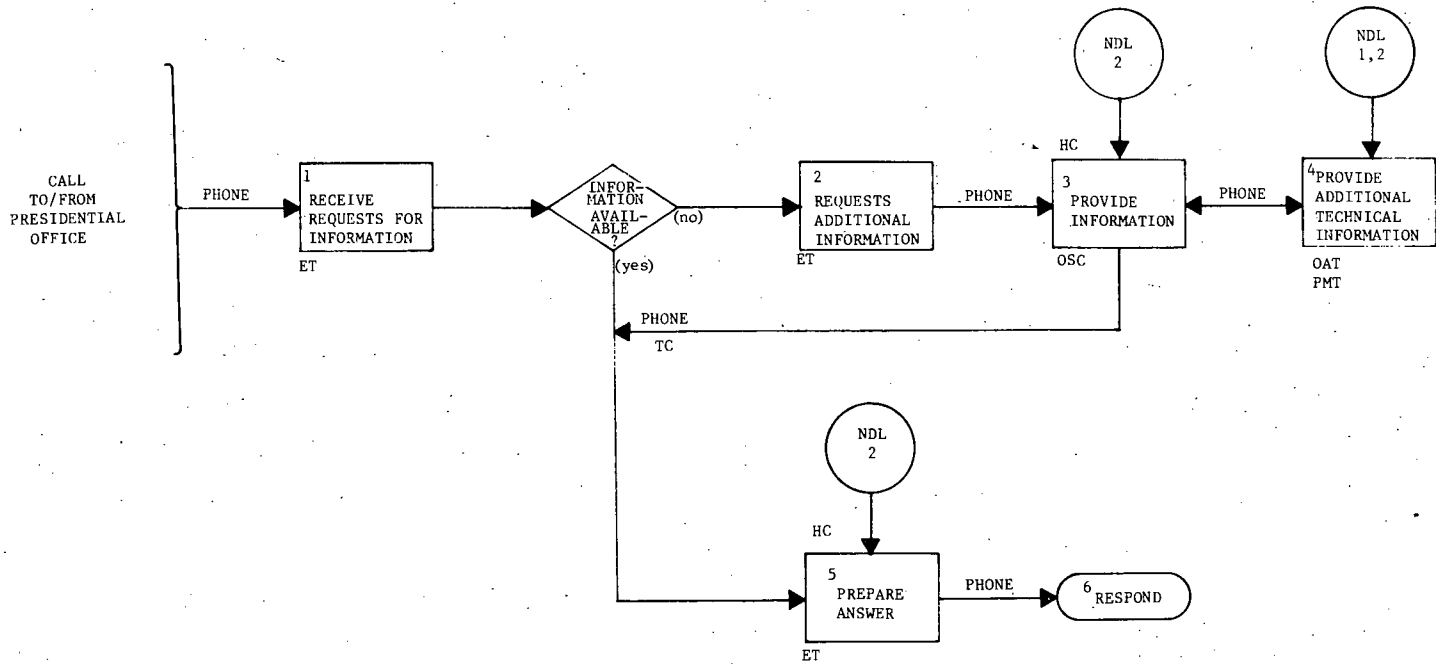 NDL
2
NDL
1,2
CALL
TO/FROM
PRESIDENTIAL
OFFICE
PHONE
1
RECEIVE
REQUESTS FOR
INFORMATION
ET
INFOR-
MATION
AVAIL-
ABLE
?
(no)
(yes)
2
REQUESTS
ADDITIONAL
INFORMATION
ET
PHONE
HC
3
PROVIDE
INFORMATION
OSC
PHONE
4 PROVIDE
ADDITIONAL
TECHNICAL
INFORMATION
OAT
PMT
PHONE
TC
NDL
2
HC
5
PREPARE
ANSWER
ET
PHONE
6 RESPOND